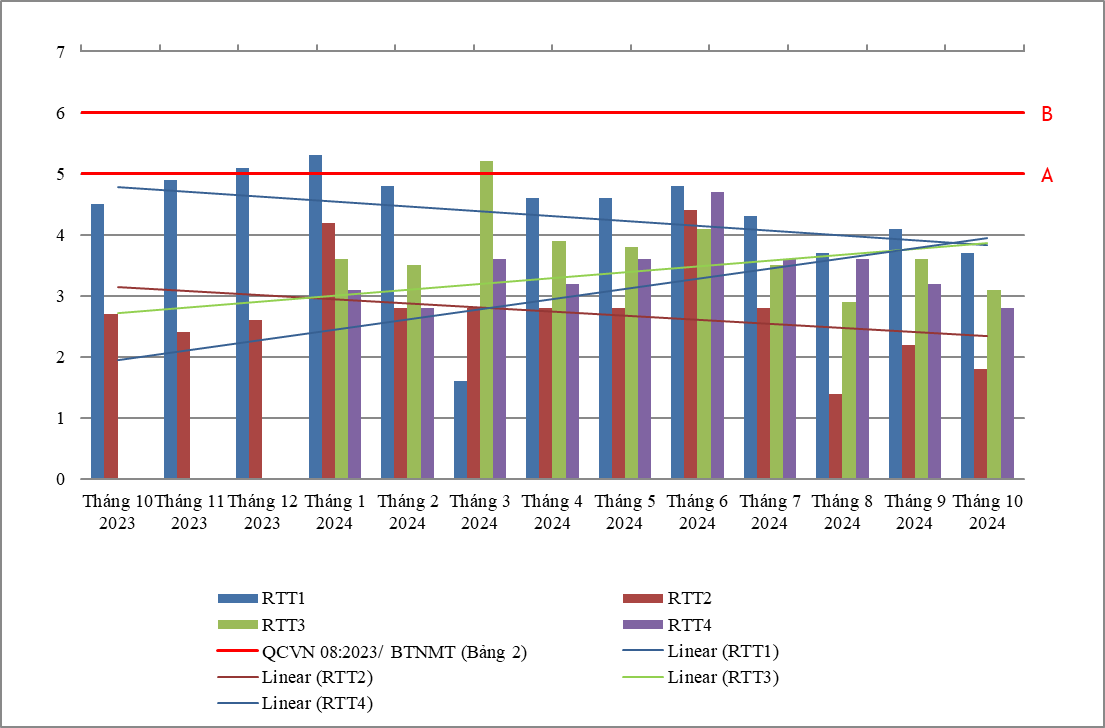 7
6
B
5
A
4
3
2
1
0
Tháng 10 Tháng 11 Tháng 12 Tháng 1 Tháng 2 Tháng 3 Tháng 4 Tháng 5 Tháng 6 Tháng 7 Tháng 8 Tháng 9 Tháng 10
2023 2023 2023 2024 2024 2024 2024 2024 2024 2024 2024 2024 2024
RTT1 RTT2
RTT3 RTT4
QCVN 08:2023/ BTNMT (Bảng 2) Linear (RTT1)
Linear (RTT2) Linear (RTT3)
Linear (RTT4)